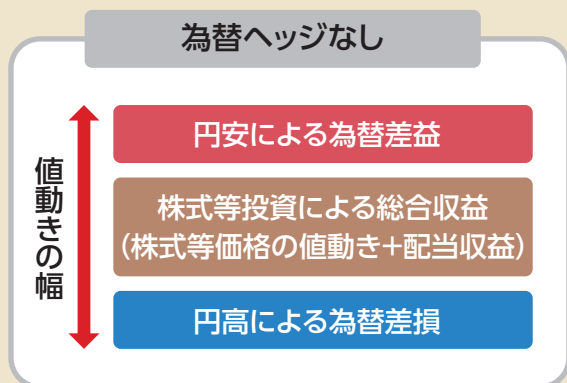 為替ヘッジなし
値動きの幅
円安による為替差益
株式等投資による総合収益
(株式等価格の値動き+配当収益)
円高による為替差損